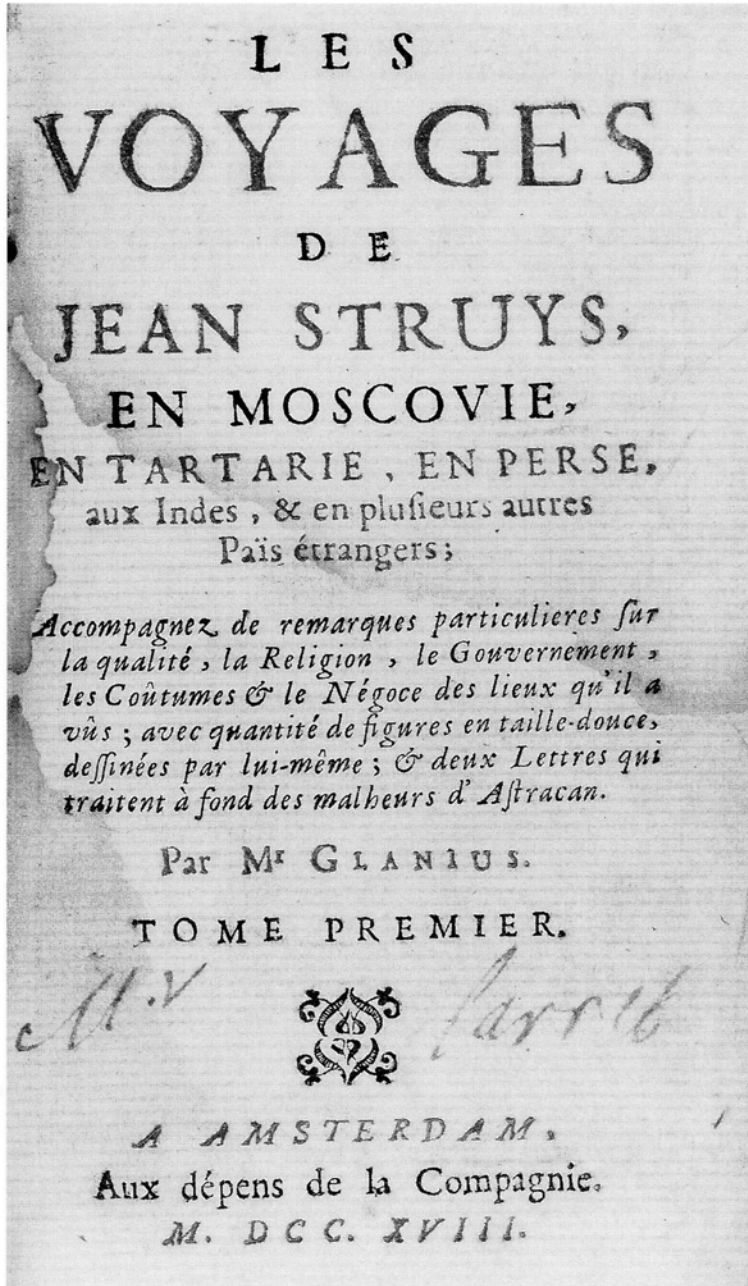 LES
VOYAGES
DE
JEAN STRUYS,
EN MOSCOVIE,
EN TARTARIE, EN PERSE,
aux Indes, & en pluſieurs autres
Païs étrangers;
Accompagnez de remarques particulieres ſur
la qualité, la Religion, le Gouvernement,
les Coûtumes & le Négoce des lieux qu'il a
vûs; avec quantité de figures en taille-douce,
deſſinées par lui-même; & deux Lettres qui
traitent à fond des malheurs d'Aſtracan.
Par Mr GLANIUS.
TOME PREMIER.
A AMSTERDAM,
Aux dépens de la Compagnie.
M. DCC. XVIII.